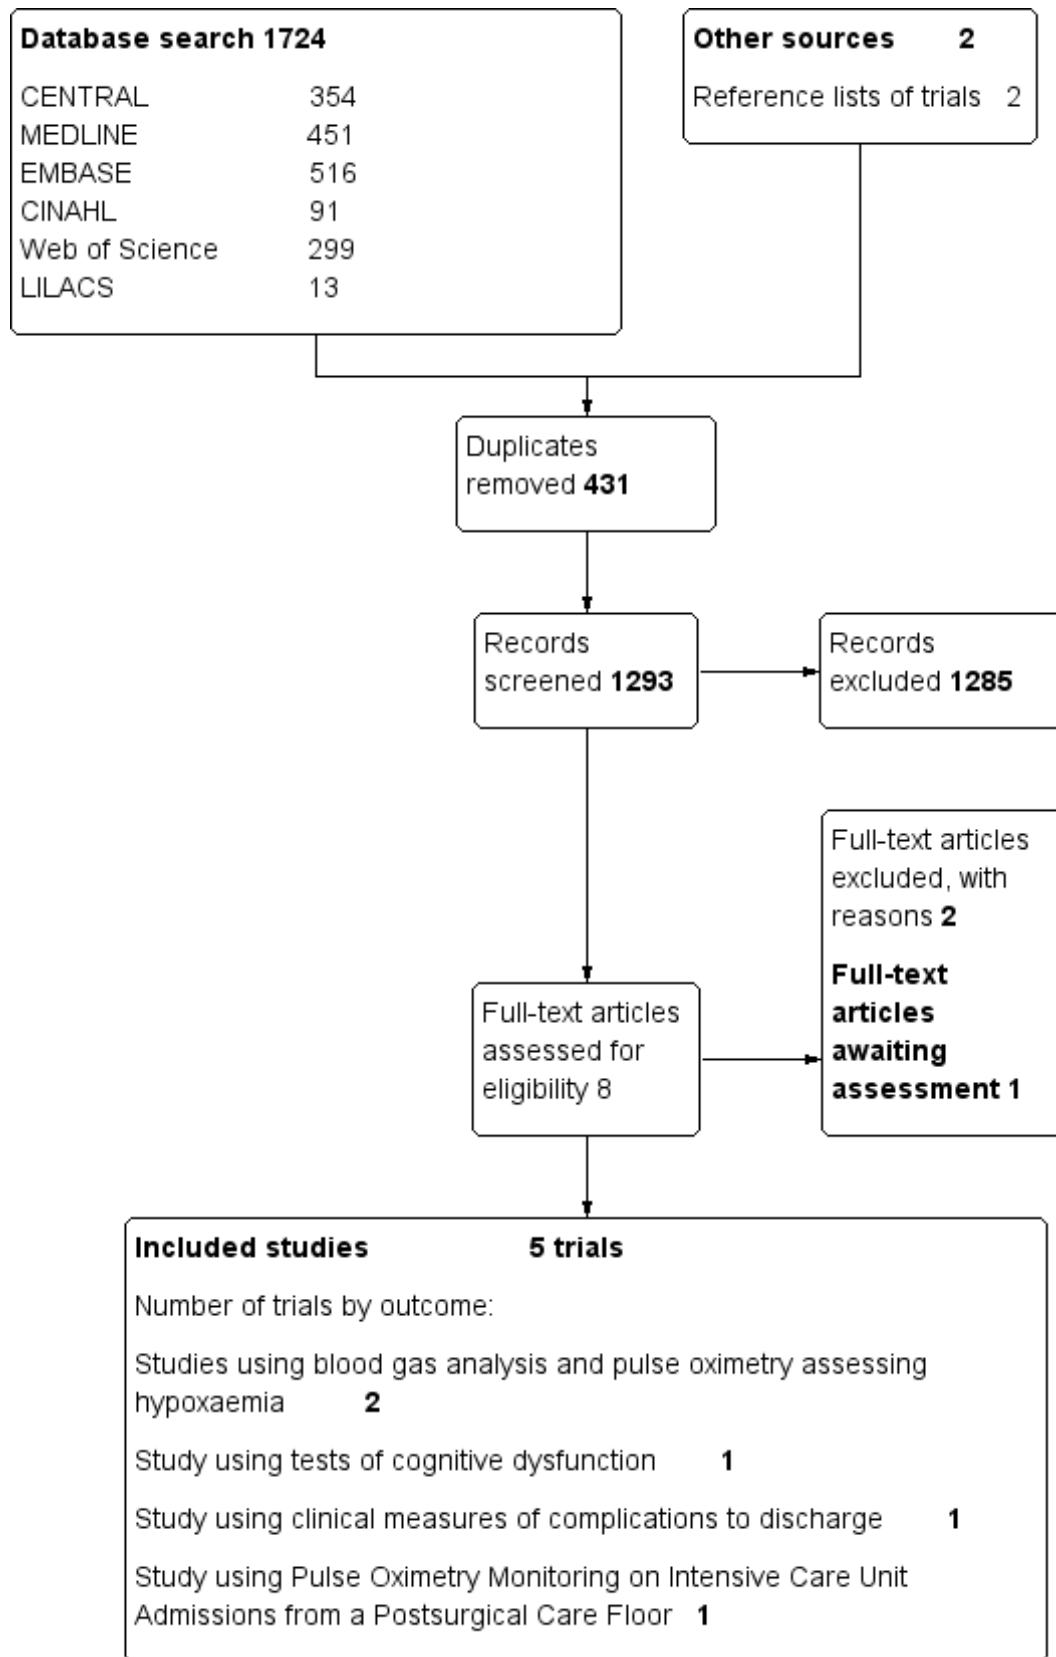 Database search 1724
CENTRAL 354
MEDLINE 451
EMBASE 516
CINAHL 91
Web of Science 299
LILACS 13
Other sources 2
Reference lists of trials 2
Duplicates
removed 431
Records
screened 1293
Records
excluded 1285
Full-text articles
assessed for
eligibility 8
Full-text articles
excluded, with
reasons 2
Full-text
articles
awaiting
assessment 1
Included studies 5 trials
Number of trials by outcome:
Studies using blood gas analysis and pulse oximetry assessing
hypoxaemia 2
Study using tests of cognitive dysfunction 1
Study using clinical measures of complications to discharge 1
Study using Pulse Oximetry Monitoring on Intensive Care Unit
Admissions from a Postsurgical Care Floor 1